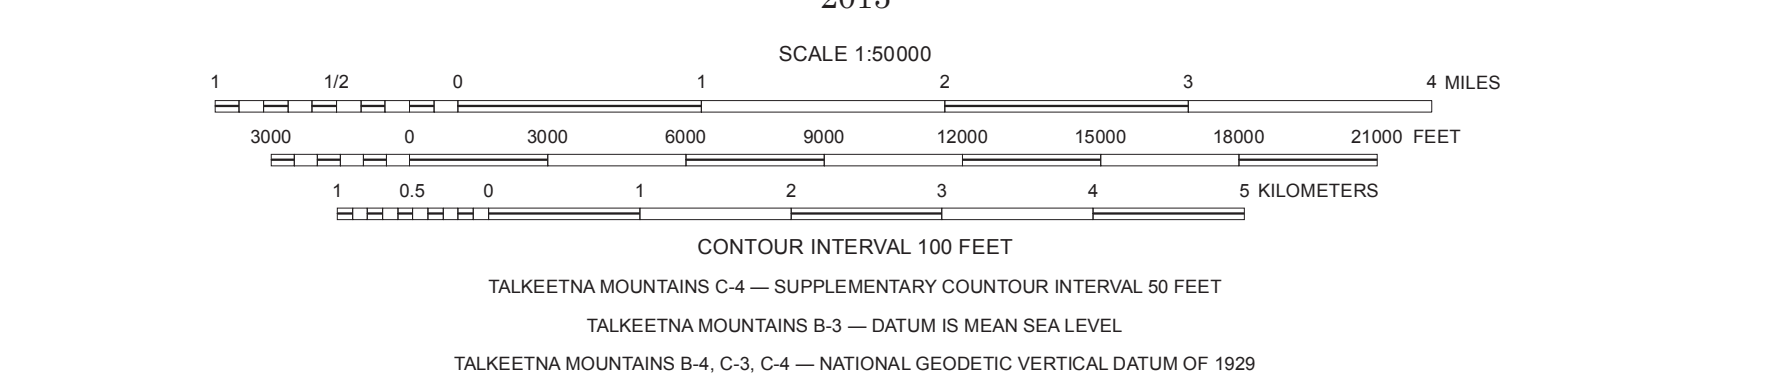 2015
SCALE 1:50000
1 1/2 0 1 2 3 4 MILES
3000 0 3000 6000 9000 12000 15000 18000 21000 FEET
1 0.5 0 1 2 3 4 5 KILOMETERS
CONTOUR INTERVAL 100 FEET
TALKEETNA MOUNTAINS C-4 — SUPPLEMENTARY COUNTOUR INTERVAL 50 FEET
TALKEETNA MOUNTAINS B-3 — DATUM IS MEAN SEA LEVEL
TALKEETNA MOUNTAINS B-4, C-3, C-4 — NATIONAL GEODETIC VERTICAL DATUM OF 1929